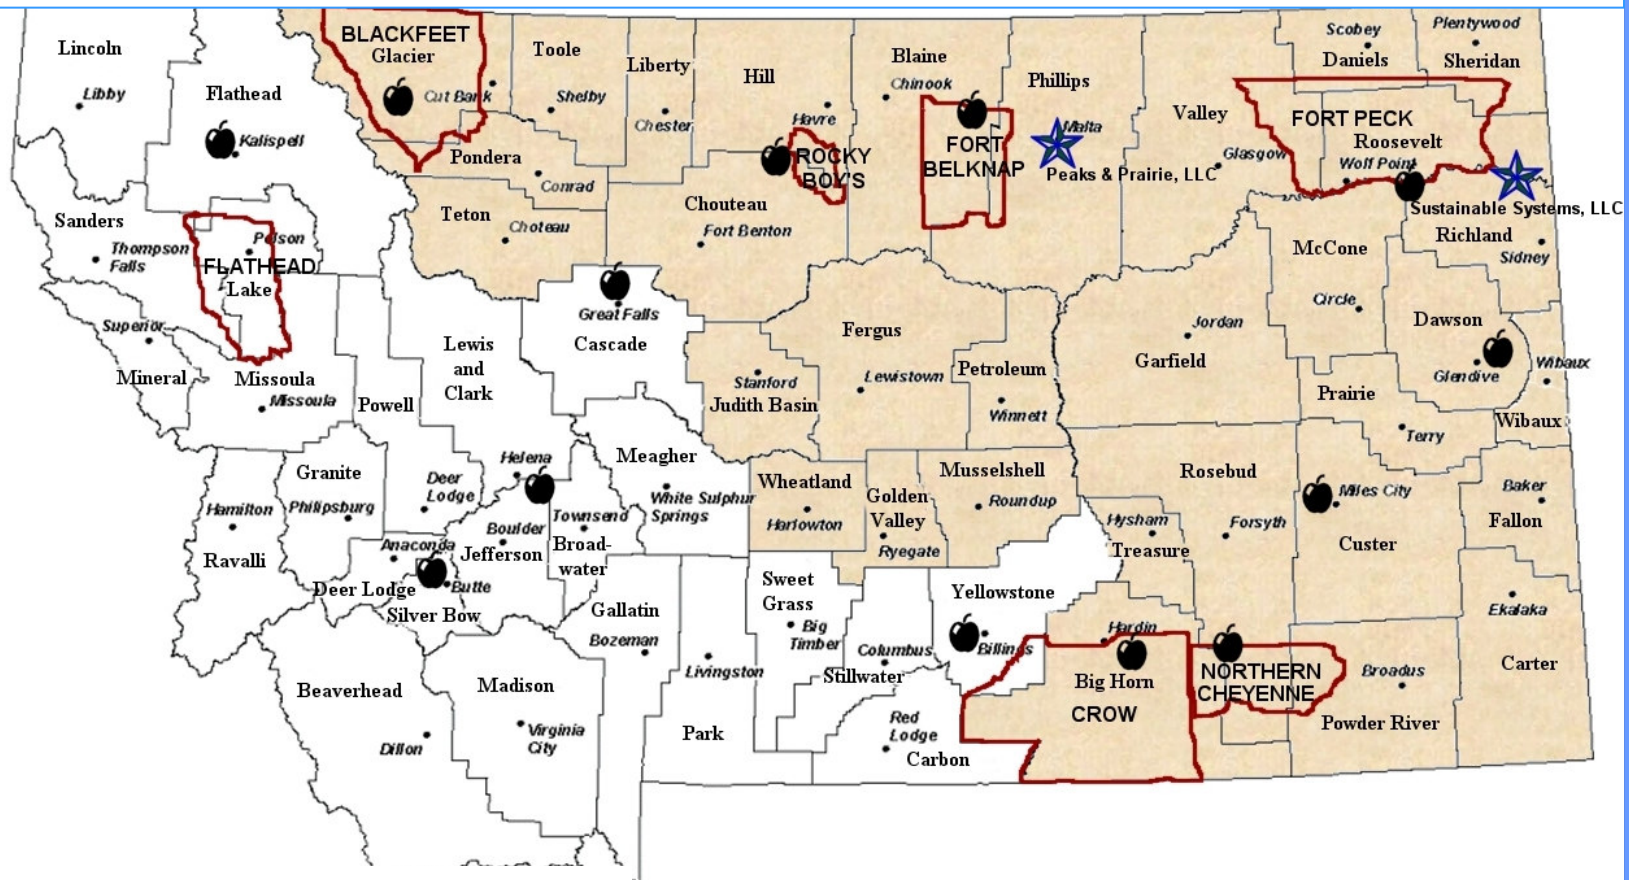 BLACKFEET
Glacier
Cut Bank
Lincoln
Libby
Flathead
Kalispell
Toole
Shelby
Liberty
Chester
Hill
Havre
Blaine
Chinook
Phillips
Malta
Peaks & Prairie, LLC
Valley
Glasgow
Scobey
Daniels
Plentywood
Sheridan
FORT PECK
Roosevelt
Wolf Point
Sustainable Systems, LLC
Richland
Sidney
Pondera
Conrad
ROCKY
BOY'S
FORT
BELKNAP
Sanders
Thompson
Falls
Polson
FLATHEAD
Lake
Teton
Choteau
Chouteau
Fort Benton
McCone
Circle
Superior
Mineral
Missoula
Missoula
Powell
Lewis
and
Clark
Great Falls
Cascade
Fergus
Lewistown
Stanford
Judith Basin
Petroleum
Winnett
Jordan
Garfield
Dawson
Glendive
Wibaux
Wibaux
Prairie
Terry
Granite
Philipsburg
Hamilton
Ravalli
Deer
Lodge
Helena
Meagher
White Sulphur
Springs
Wheatland
Harlowton
Golden
Valley
Ryegate
Musselshell
Roundup
Rosebud
Forsyth
Hysham
Treasure
Miles City
Custer
Baker
Fallon
Anaconda
Deer Lodge
Butte
Silver Bow
Boulder
Jefferson
Townsend
Broad-
water
Gallatin
Bozeman
Sweet
Grass
Big
Timber
Livingston
Park
Columbus
Stillwater
Yellowstone
Billings
Hardin
Big Horn
CROW
NORTHERN
CHEYENNE
Broadus
Powder River
Ekalaka
Carter
Beaverhead
Dillon
Madison
Virginia
City
Red
Lodge
Carbon